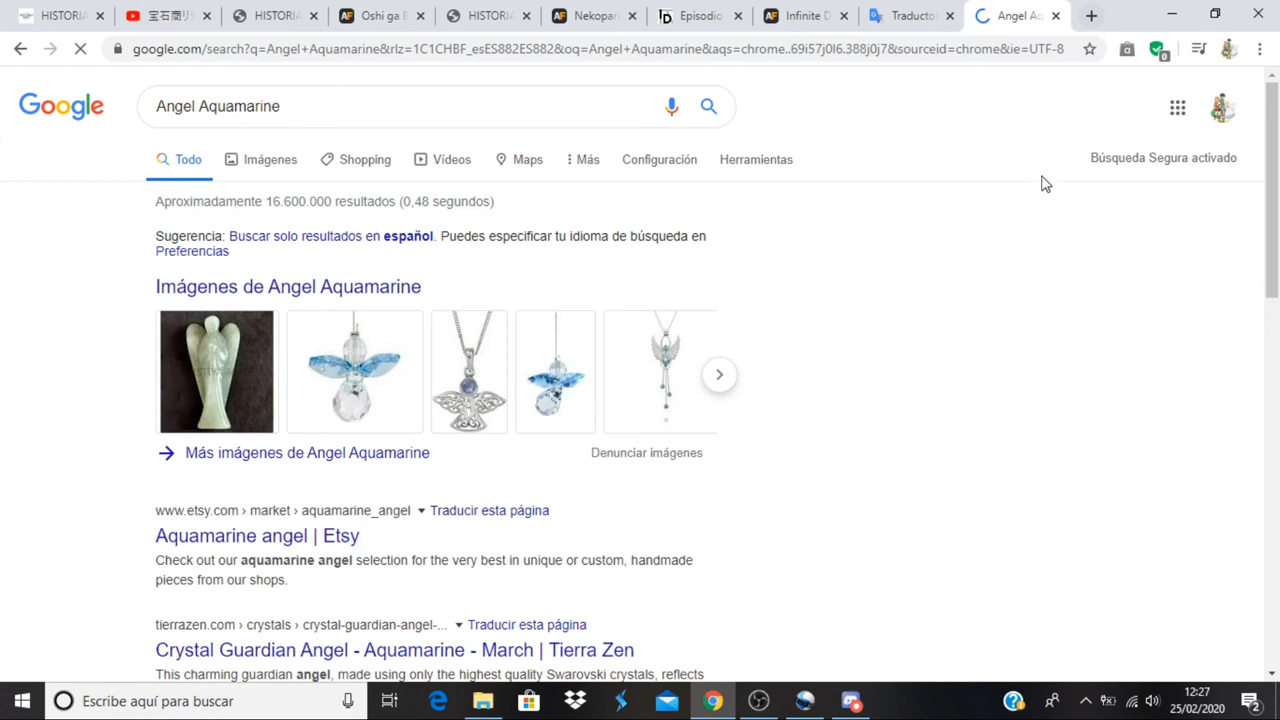 HISTORIA
宝石商リ
HISTORIA
Oshi ga B
HISTORIA
Nekopar
Episodio
Infinite D
Traductor
Angel Aq
google.com/search?q=Angel+Aquamarine&rlz=1C1CHBF_esES882ES882&oq=Angel+Aquamarine&aqs=chrome..69i57j0l6.388j0j7&sourceid=chrome&ie=UTF-8
Google
Angel Aquamarine
Todo
Imágenes
Shopping
Vídeos
Maps
Más
Configuración
Herramientas
Búsqueda Segura activado
Aproximadamente 16.600.000 resultados (0,48 segundos)
Sugerencia: Buscar solo resultados en español. Puedes especificar tu idioma de búsqueda en
Preferencias
Imágenes de Angel Aquamarine
Más imágenes de Angel Aquamarine
Denunciar imágenes
www.etsy.com › market › aquamarine_angel ▼ Traducir esta página
Aquamarine angel | Etsy
Check out our aquamarine angel selection for the very best in unique or custom, handmade
pieces from our shops.
tierrazen.com › crystals › crystal-guardian-angel-... ▼ Traducir esta página
Crystal Guardian Angel - Aquamarine - March | Tierra Zen
This charming guardian angel, made using only the highest quality Swarovski crystals, reflects
Escribe aquí para buscar
12:27
25/02/2020
2